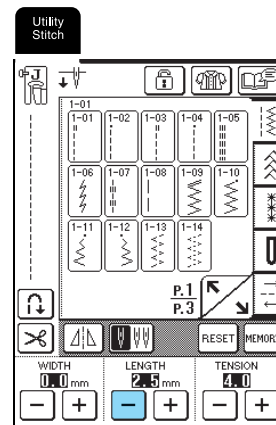 Utility
Stitch
J
1-01
1-01 1-02 1-03 1-04 1-05
1-06 1-07 1-08 1-09 1-10
1-11 1-12 1-13 1-14
P.1
P.3
RESET MEMOR
WIDTH LENGTH TENSION
0.0 mm 2.5 mm 4.0
− + − + − +